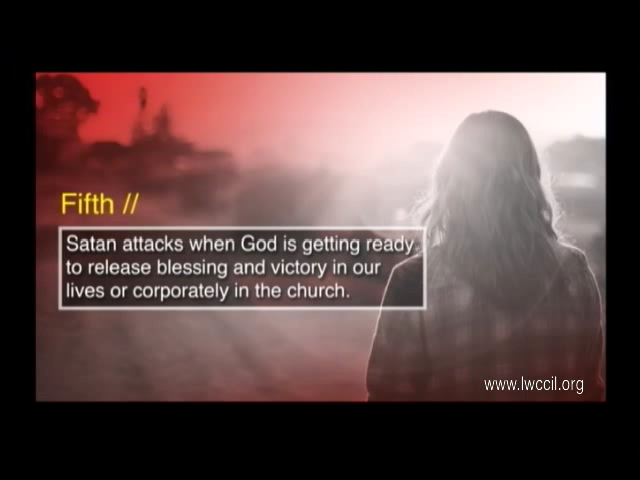 Fifth //
Satan attacks when God is getting ready
to release blessing and victory in our
lives or corporately in the church.
www.lwccil.org